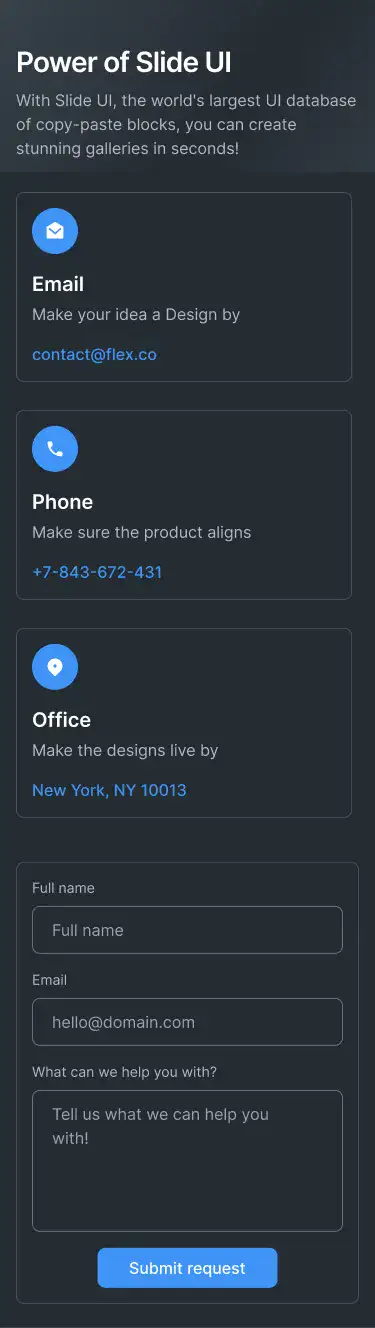 Power of Slide UI
With Slide UI, the world's largest UI database
of copy-paste blocks, you can create
stunning galleries in seconds!
Email
Make your idea a Design by
contact@flex.co
Phone
Make sure the product aligns
+7-843-672-431
Office
Make the designs live by
New York, NY 10013
Full name
Full name
Email
hello@domain.com
What can we help you with?
Tell us what we can help you
with!
Submit request